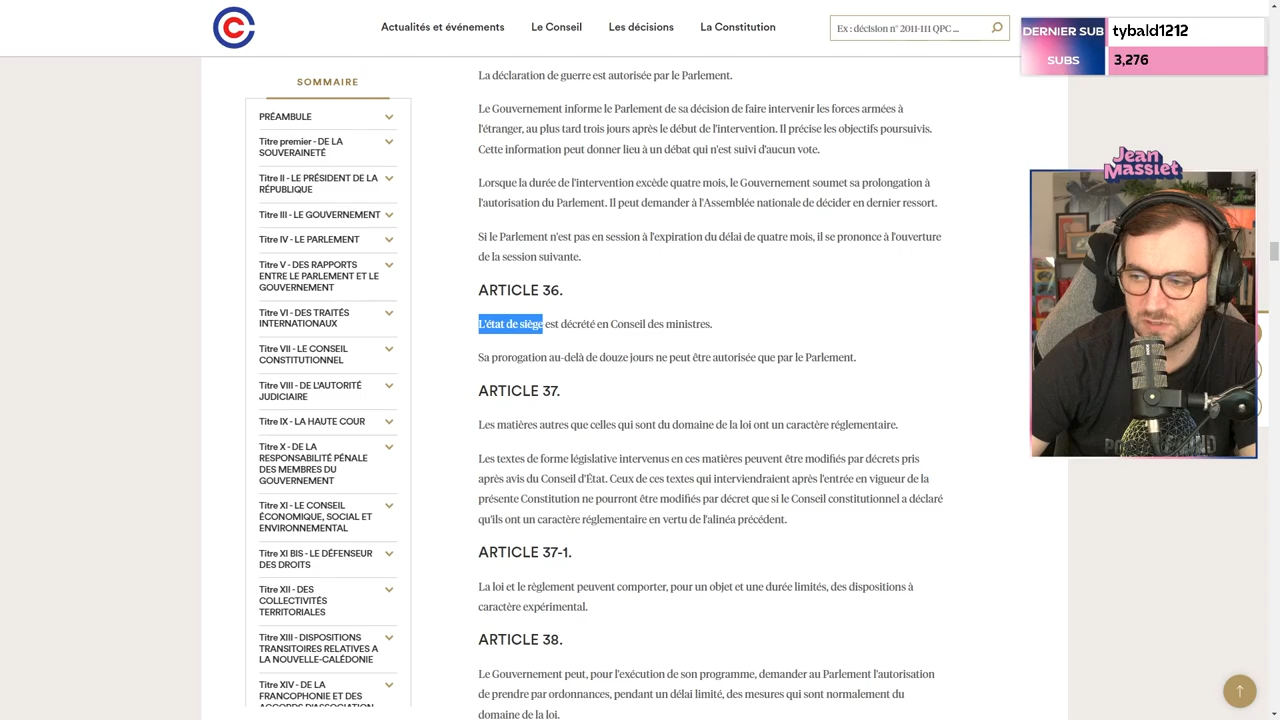 Actualités et événements
Le Conseil
Les décisions
La Constitution
Ex : décision n° 2011-111 QPC ...
DERNIER SUB
tybald1212
SUBS
3,276
SOMMAIRE
PRÉAMBULE
Titre premier - DE LA
SOUVERAINETÉ
Titre II - LE PRÉSIDENT DE LA
RÉPUBLIQUE
Titre III - LE GOUVERNEMENT
Titre IV - LE PARLEMENT
Titre V - DES RAPPORTS
ENTRE LE PARLEMENT ET LE
GOUVERNEMENT
Titre VI - DES TRAITÉS
INTERNATIONAUX
Titre VII - LE CONSEIL
CONSTITUTIONNEL
Titre VIII - DE L'AUTORITÉ
JUDICIAIRE
Titre IX - LA HAUTE COUR
Titre X - DE LA
RESPONSABILITÉ PÉNALE
DES MEMBRES DU
GOUVERNEMENT
Titre XI - LE CONSEIL
ÉCONOMIQUE, SOCIAL ET
ENVIRONNEMENTAL
Titre XI BIS - LE DÉFENSEUR
DES DROITS
Titre XII - DES
COLLECTIVITÉS
TERRITORIALES
Titre XIII - DISPOSITIONS
TRANSITOIRES RELATIVES A
LA NOUVELLE-CALÉDONIE
Titre XIV - DE LA
FRANCOPHONIE ET DES
ACCORDS D'ASSOCIATION
La déclaration de guerre est autorisée par le Parlement.
Le Gouvernement informe le Parlement de sa décision de faire intervenir les forces armées à
l'étranger, au plus tard trois jours après le début de l'intervention. Il précise les objectifs poursuivis.
Cette information peut donner lieu à un débat qui n'est suivi d'aucun vote.
Lorsque la durée de l'intervention excède quatre mois, le Gouvernement soumet sa prolongation à
l'autorisation du Parlement. Il peut demander à l'Assemblée nationale de décider en dernier ressort.
Si le Parlement n'est pas en session à l'expiration du délai de quatre mois, il se prononce à l'ouverture
de la session suivante.
ARTICLE 36.
L'état de siège est décrété en Conseil des ministres.
Sa prorogation au-delà de douze jours ne peut être autorisée que par le Parlement.
ARTICLE 37.
Les matières autres que celles qui sont du domaine de la loi ont un caractère réglementaire.
Les textes de forme législative intervenus en ces matières peuvent être modifiés par décrets pris
après avis du Conseil d'État. Ceux de ces textes qui interviendraient après l'entrée en vigueur de la
présente Constitution ne pourront être modifiés par décret que si le Conseil constitutionnel a déclaré
qu'ils ont un caractère réglementaire en vertu de l'alinéa précédent.
ARTICLE 37-1.
La loi et le règlement peuvent comporter, pour un objet et une durée limités, des dispositions à
caractère expérimental.
ARTICLE 38.
Le Gouvernement peut, pour l'exécution de son programme, demander au Parlement l'autorisation
de prendre par ordonnances, pendant un délai limité, des mesures qui sont normalement du
domaine de la loi.
Jean
Massiet